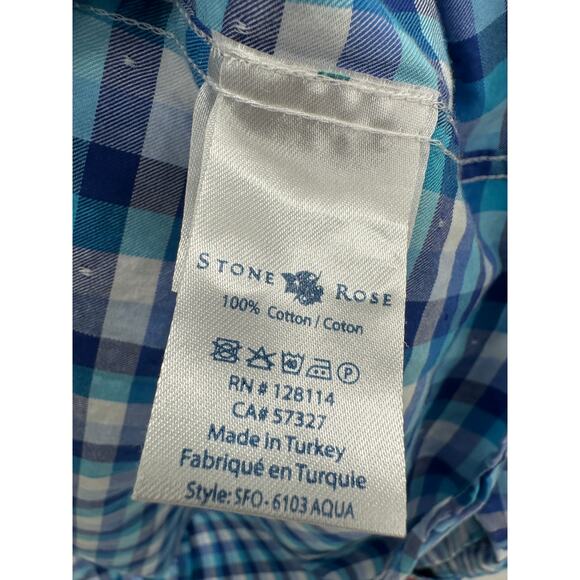 STONE ROSE
100% Cotton / Coton
40 P
RN # 128114
CA# 57327
Made in Turkey
Fabriqué en Turquie
Style: SFO-6103 AQUA